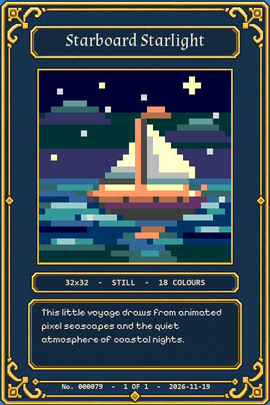 Starboard Starlight
32x32 - STILL - 18 COLOURS
This little voyage draws from animated
pixel seascapes and the quiet
atmosphere of coastal nights.
No. 000079 - 1 OF 1 - 2026-11-19